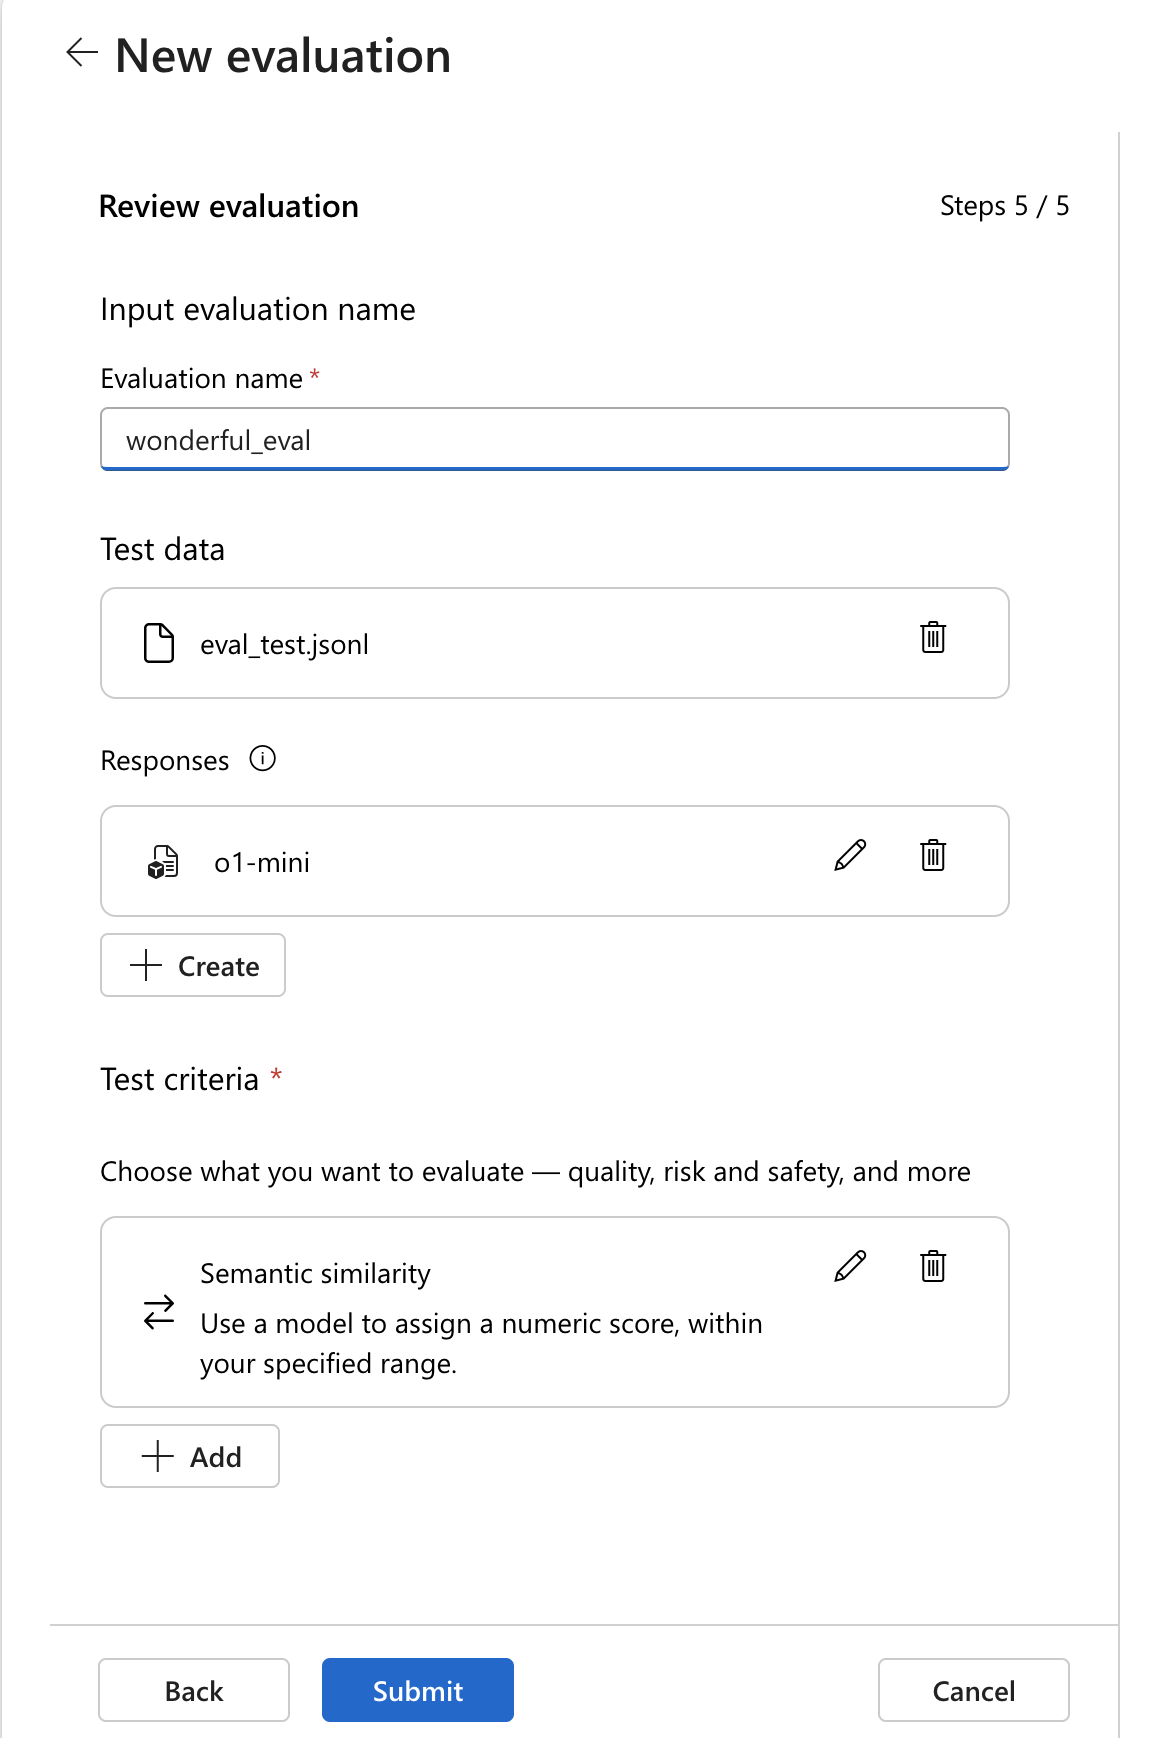 New evaluation
Review evaluation
Steps 5 / 5
Input evaluation name
Evaluation name *
wonderful_eval
Test data
eval_test.jsonl
Responses
o1-mini
Create
Test criteria *
Choose what you want to evaluate — quality, risk and safety, and more
Semantic similarity
Use a model to assign a numeric score, within
your specified range.
Add
Back
Submit
Cancel